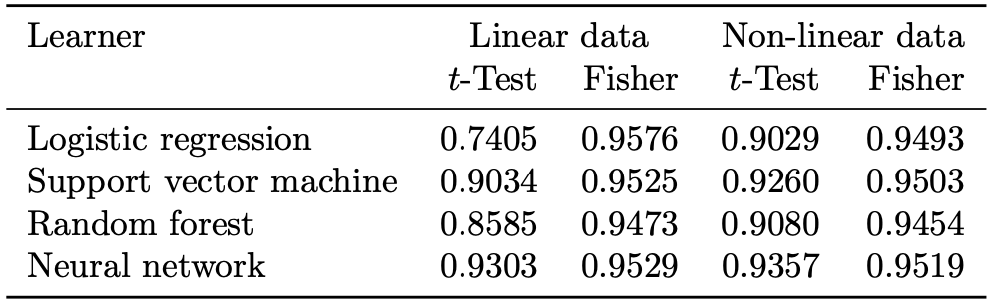 Learner Linear data Non-linear data
t-Test Fisher t-Test Fisher
Logistic regression 0.7405 0.9576 0.9029 0.9493
Support vector machine 0.9034 0.9525 0.9260 0.9503
Random forest 0.8585 0.9473 0.9080 0.9454
Neural network 0.9303 0.9529 0.9357 0.9519